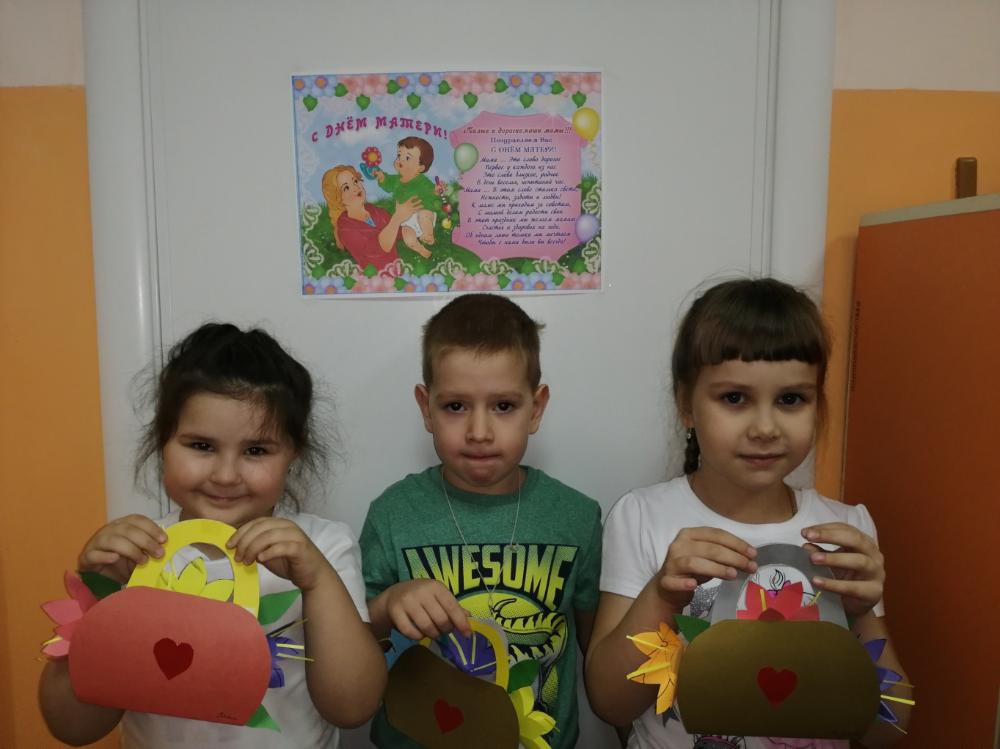 С ДНЁМ МАТЕРИ!
Милые и дорогие наши мамы!!!
Поздравляем Вас
С ДНЁМ МАТЕРИ!
Мама ... Это слово дорогое
Первое у каждого из нас
Это слово близкое, родное
В день веселья, испытаний час.
Мама ... В этом слове столько света,
Нежности, заботы и любви!
К маме мы приходим за советом,
С мамой делим радости свои.
В этот праздник мы желаем мамам
Счастья и здоровья на года.
Об одном лишь только мы мечтаем
Чтобы с нами были вы всегда!
AWESOME